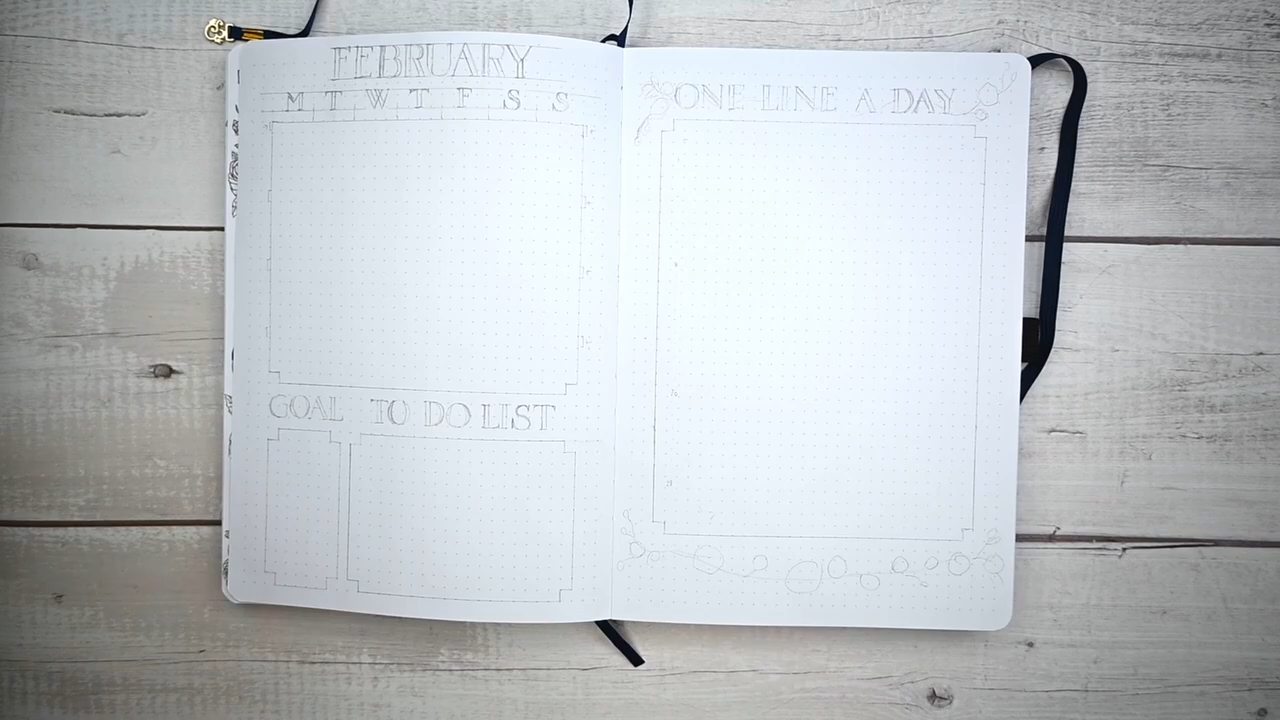 FEBRUARY
M T W T F S S
GOAL TO DO LIST
ONE LINE A DAY